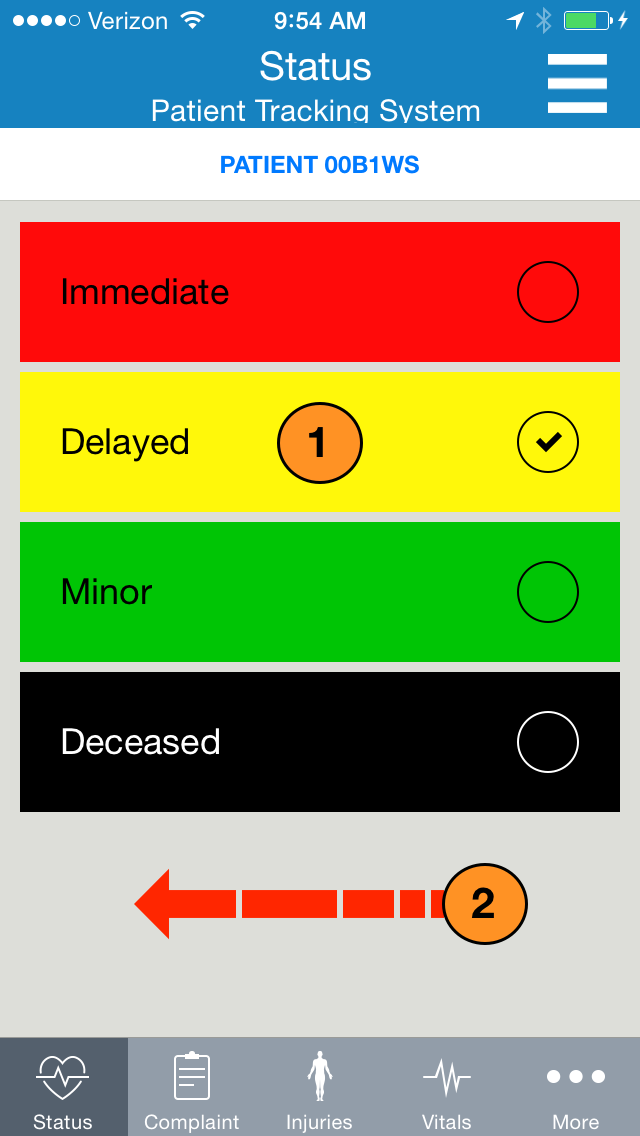 Verizon 9:54 AM
Status
Patient Tracking System
PATIENT 00B1WS
Immediate
Delayed 1
Minor
Deceased
2
Status Complaint Injuries Vitals More